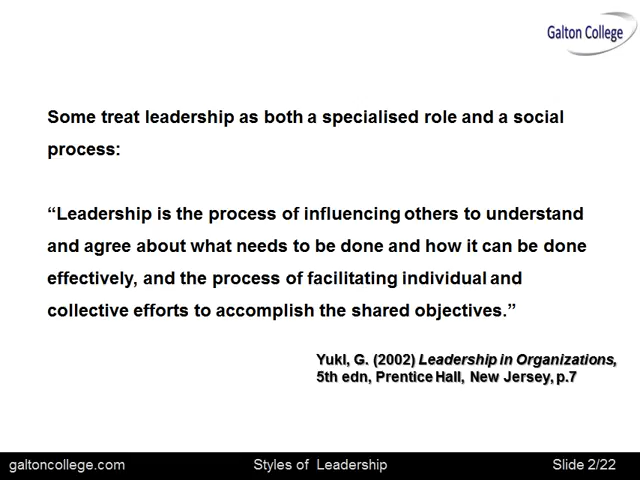 Galton College
Some treat leadership as both a specialised role and a social
process:
“Leadership is the process of influencing others to understand
and agree about what needs to be done and how it can be done
effectively, and the process of facilitating individual and
collective efforts to accomplish the shared objectives.”
Yukl, G. (2002) Leadership in Organizations,
5th edn, Prentice Hall, New Jersey, p.7
galtoncollege.com Styles of Leadership Slide 2/22